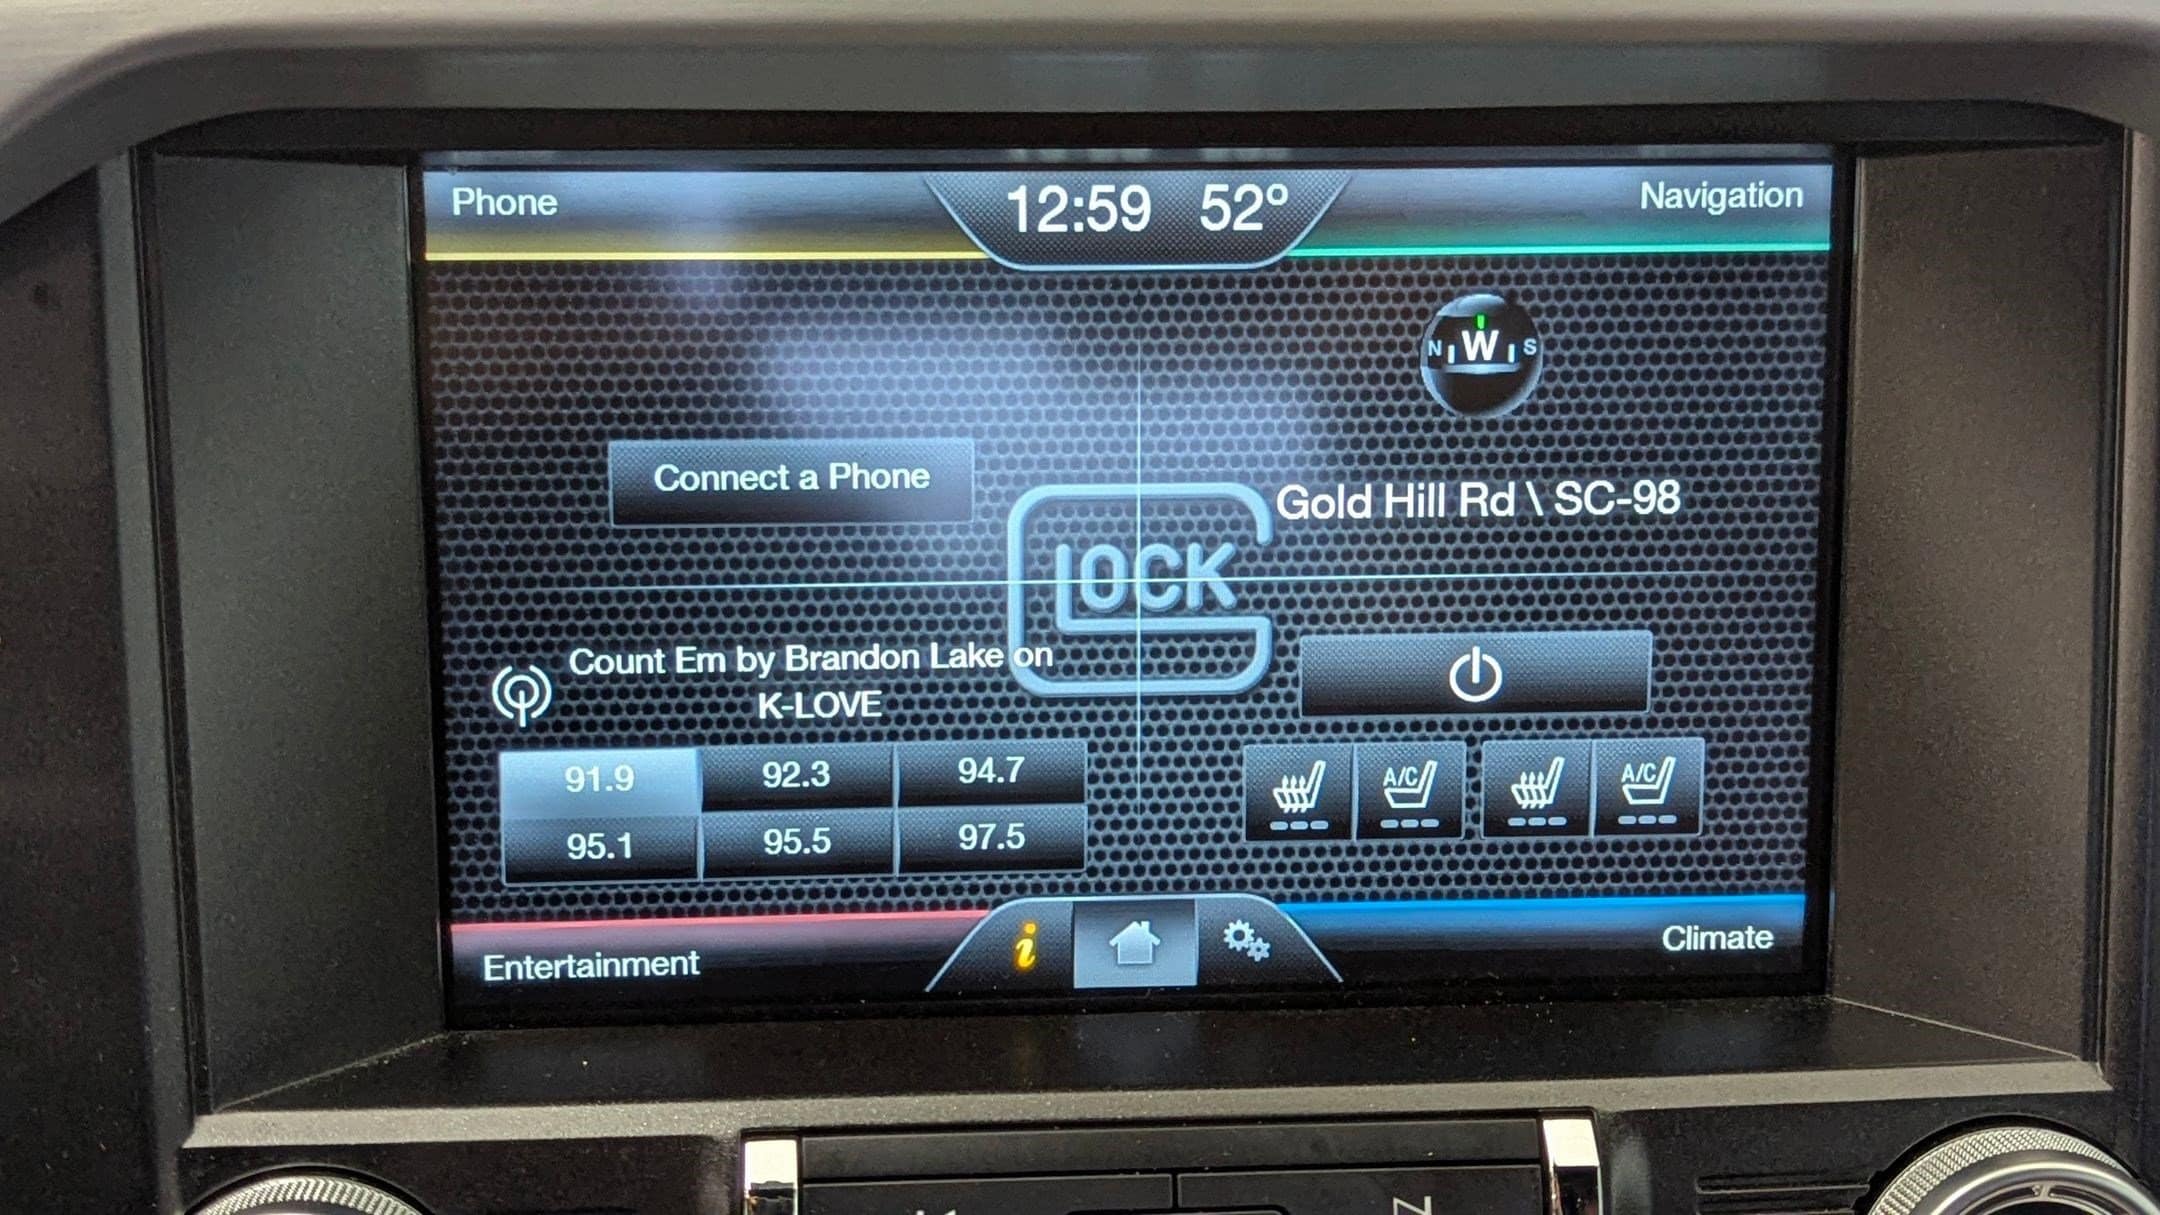 Phone
12:59 52°
Navigation
N W S
Connect a Phone
Gold Hill Rd \ SC-98
GLOCK
Count Em by Brandon Lake on
K-LOVE
91.9 92.3 94.7
95.1 95.5 97.5
A/C A/C
Entertainment
i
Climate